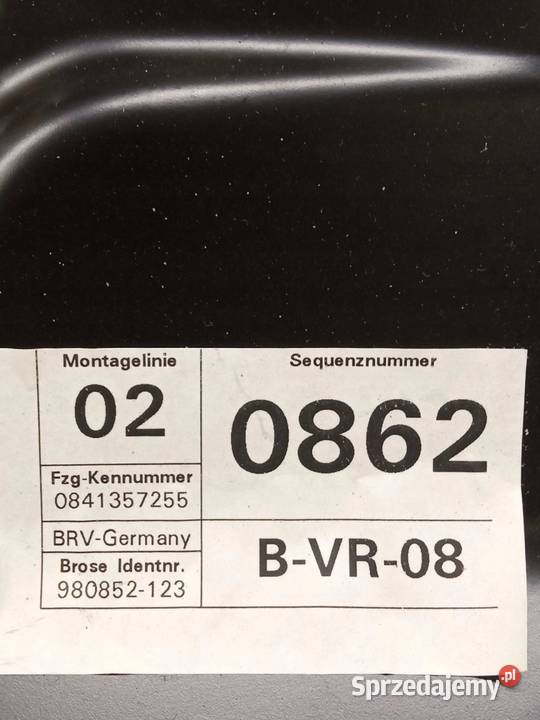 Montagelinie
02
Sequenznummer
0862
Fzg-Kennummer
0841357255
BRV-Germany
Brose Identnr.
980852-123
B-VR-08
Sprzedajemy.pl